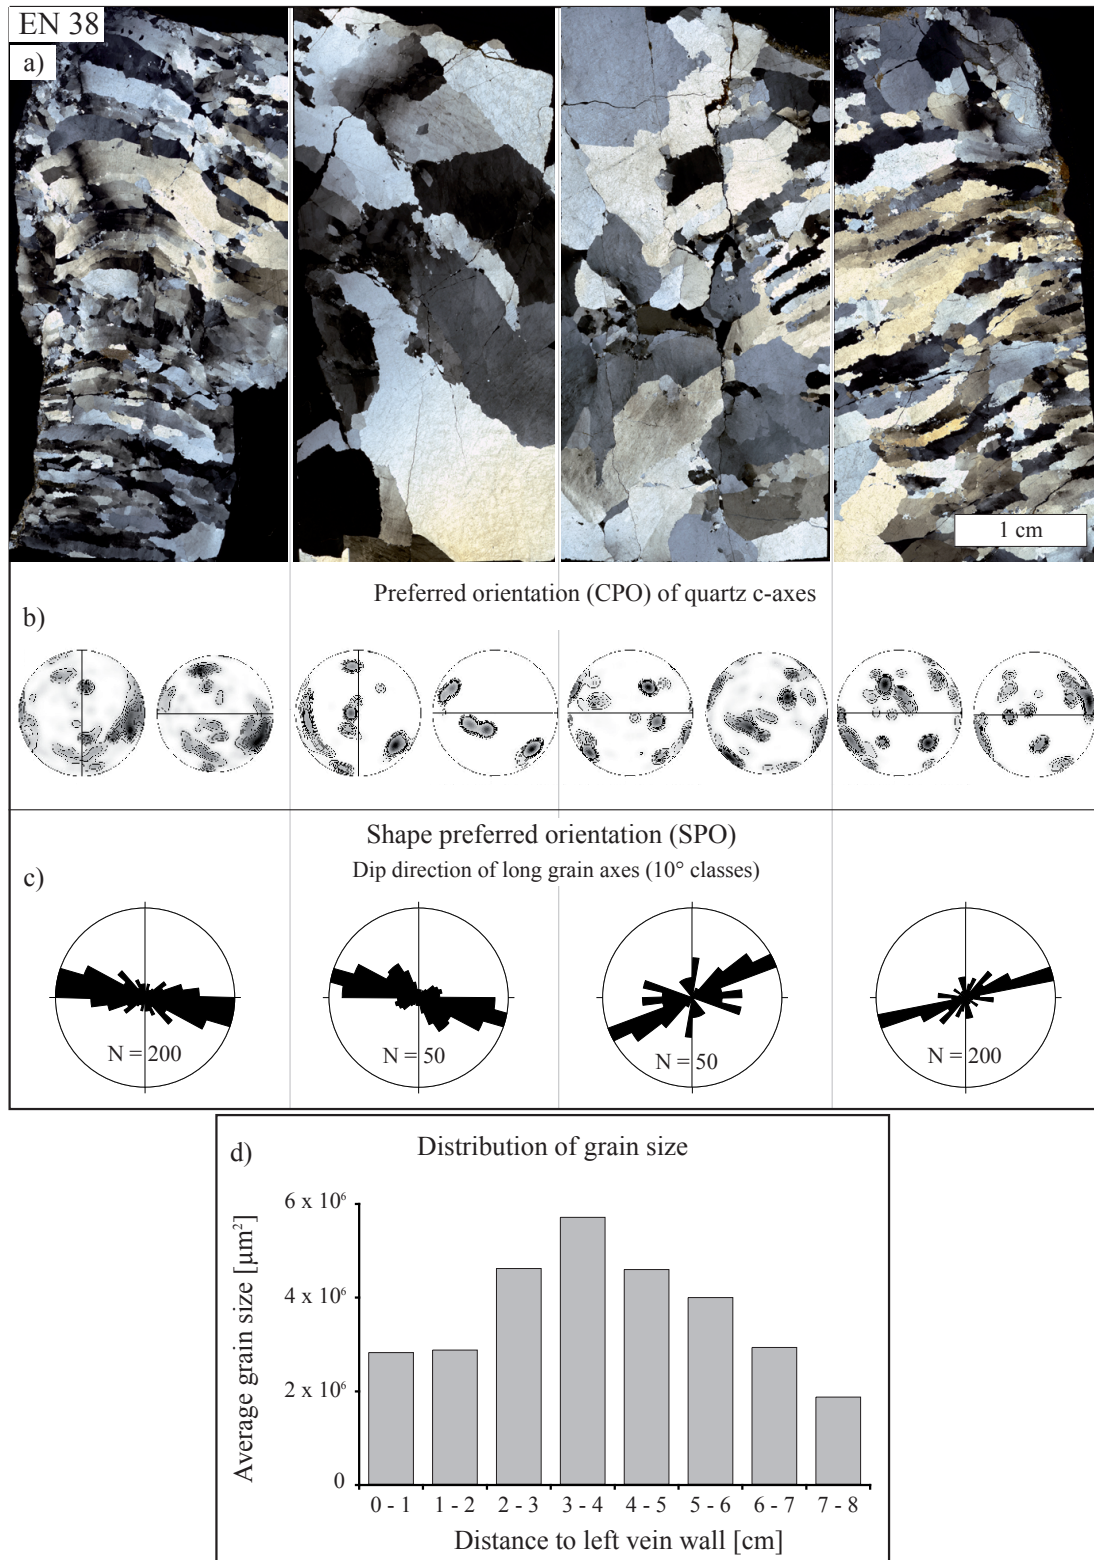 EN 38
a)
1 cm
Preferred orientation (CPO) of quartz c-axes
b)
Shape preferred orientation (SPO)
Dip direction of long grain axes (10° classes)
c)
N = 200
N = 50
N = 50
N = 200
d)
Distribution of grain size
Average grain size [µm²]
6 x 10⁶
4 x 10⁶
2 x 10⁶
0
0 - 1
1 - 2
2 - 3
3 - 4
4 - 5
5 - 6
6 - 7
7 - 8
Distance to left vein wall [cm]